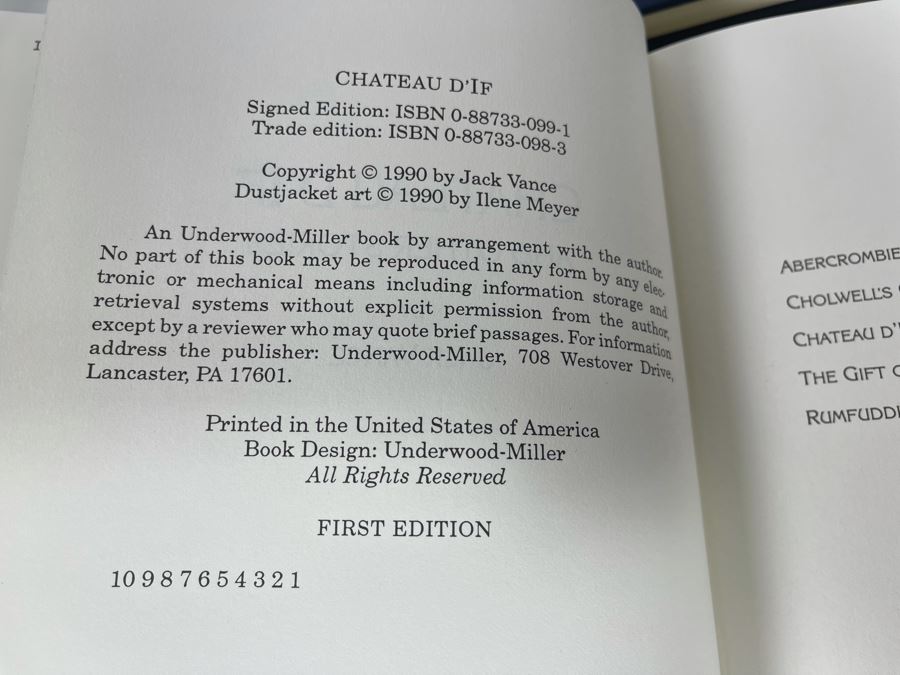 CHATEAU D'IF
Signed Edition: ISBN 0-88733-099-1
Trade edition: ISBN 0-88733-098-3
Copyright © 1990 by Jack Vance
Dustjacket art © 1990 by Ilene Meyer
An Underwood-Miller book by arrangement with the author.
No part of this book may be reproduced in any form by any elec-
tronic or mechanical means including information storage and
retrieval systems without explicit permission from the author,
except by a reviewer who may quote brief passages. For information
address the publisher: Underwood-Miller, 708 Westover Drive,
Lancaster, PA 17601.
Printed in the United States of America
Book Design: Underwood-Miller
All Rights Reserved
FIRST EDITION
10 9 8 7 6 5 4 3 2 1
ABERCROMBIE
CHOLWELL'S
CHATEAU D'
THE GIFT
RUMFUDD